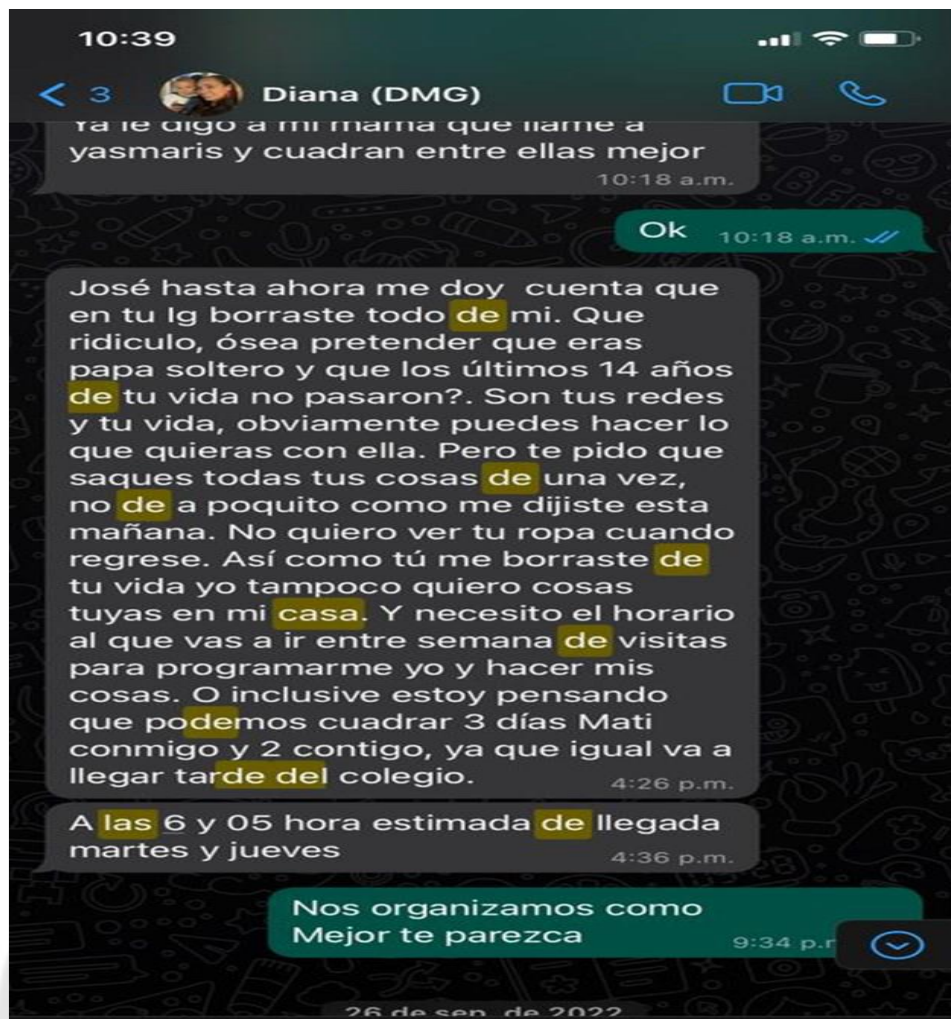 10:39
3 Diana (DMG)
Ya le digo a mi mama que llame a
yasmaris y cuadran entre ellas mejor
10:18 a.m.
Ok 10:18 a.m.
José hasta ahora me doy cuenta que
en tu Ig borraste todo de mi. Que
ridiculo, ósea pretender que eras
papa soltero y que los últimos 14 años
de tu vida no pasaron?. Son tus redes
y tu vida, obviamente puedes hacer lo
que quieras con ella. Pero te pido que
saques todas tus cosas de una vez,
no de a poquito como me dijiste esta
mañana. No quiero ver tu ropa cuando
regrese. Así como tú me borraste de
tu vida yo tampoco quiero cosas
tuyas en mi casa. Y necesito el horario
al que vas a ir entre semana de visitas
para programarme yo y hacer mis
cosas. O inclusive estoy pensando
que podemos cuadrar 3 días Mati
conmigo y 2 contigo, ya que igual va a
llegar tarde del colegio.
4:26 p.m.
A las 6 y 05 hora estimada de llegada
martes y jueves
4:36 p.m.
Nos organizamos como
Mejor te parezca
9:34 p.r
26 de sep. de 2022